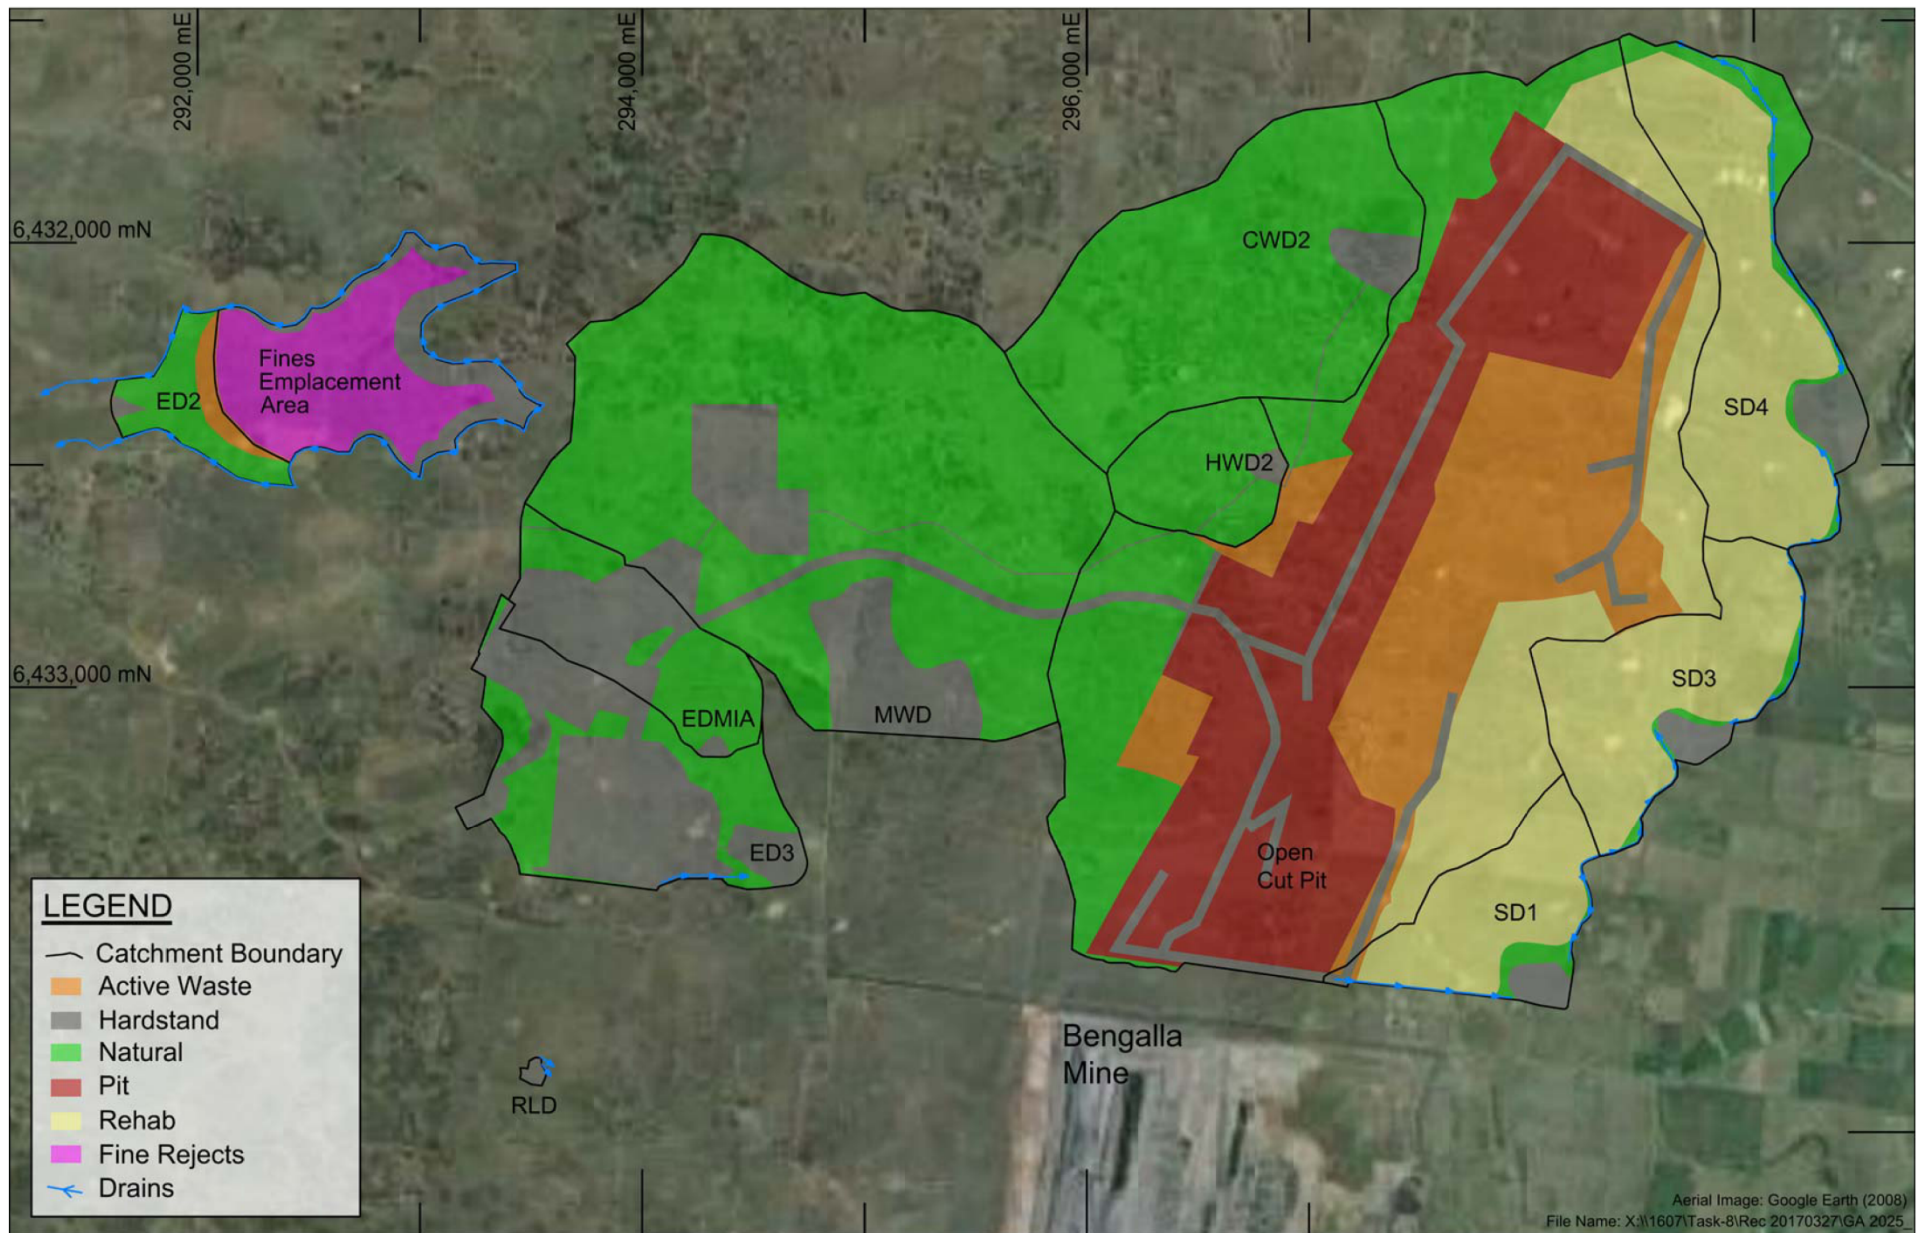 292,000 mE
294,000 mE
296,000 mE
6,432,000 mN
CWD2
Fines
Emplacement
Area
ED2
SD4
HWD2
6,433,000 mN
SD3
EDMIA
MWD
ED3
Open
Cut Pit
SD1
LEGEND
Catchment Boundary
Active Waste
Hardstand
Natural
Pit
Rehab
Fine Rejects
Drains
RLD
Bengalla
Mine
Aerial Image: Google Earth (2008)
File Name: X:\\1607\Task-8\Rec 20170327\GA 2025_